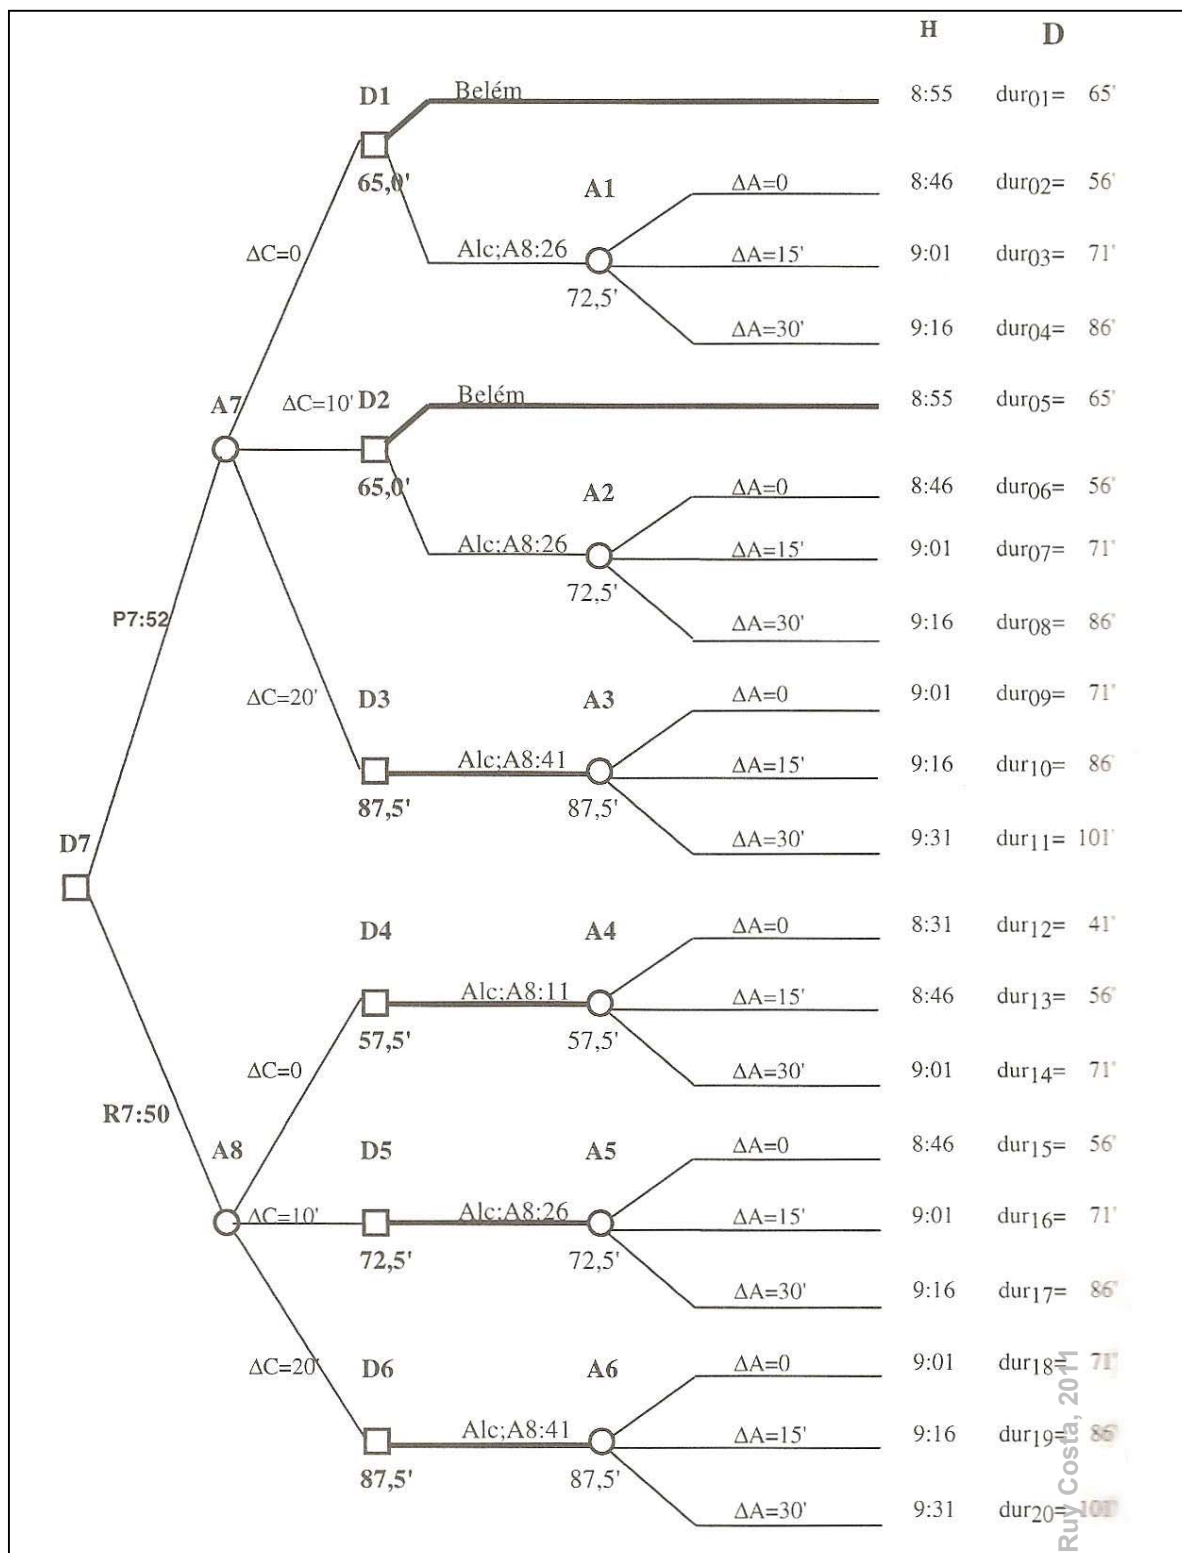 H D
D1 Belém 8:55 dur01= 65'
65,0' A1 ΔA=0 8:46 dur02= 56'
ΔC=0 Alc;A8:26 ΔA=15' 9:01 dur03= 71'
72,5'
ΔA=30' 9:16 dur04= 86'
A7 ΔC=10' D2 Belém 8:55 dur05= 65'
65,0' A2 ΔA=0 8:46 dur06= 56'
Alc;A8:26 ΔA=15' 9:01 dur07= 71'
72,5'
P7:52 ΔA=30' 9:16 dur08= 86'
ΔC=20' D3 A3 ΔA=0 9:01 dur09= 71'
Alc;A8:41 ΔA=15' 9:16 dur10= 86'
87,5' 87,5'
D7 ΔA=30' 9:31 dur11= 101'
D4 A4 ΔA=0 8:31 dur12= 41'
Alc;A8:11 ΔA=15' 8:46 dur13= 56'
57,5' 57,5'
ΔC=0 ΔA=30' 9:01 dur14= 71'
R7:50
A8 D5 A5 ΔA=0 8:46 dur15= 56'
ΔC=10' Alc;A8:26 ΔA=15' 9:01 dur16= 71'
72,5' 72,5'
ΔA=30' 9:16 dur17= 86'
ΔC=20' D6 A6 ΔA=0 9:01 dur18= 71'
Alc;A8:41 ΔA=15' 9:16 dur19= 86'
87,5' 87,5'
ΔA=30' 9:31 dur20= 101'
Ruy Costa, 2011